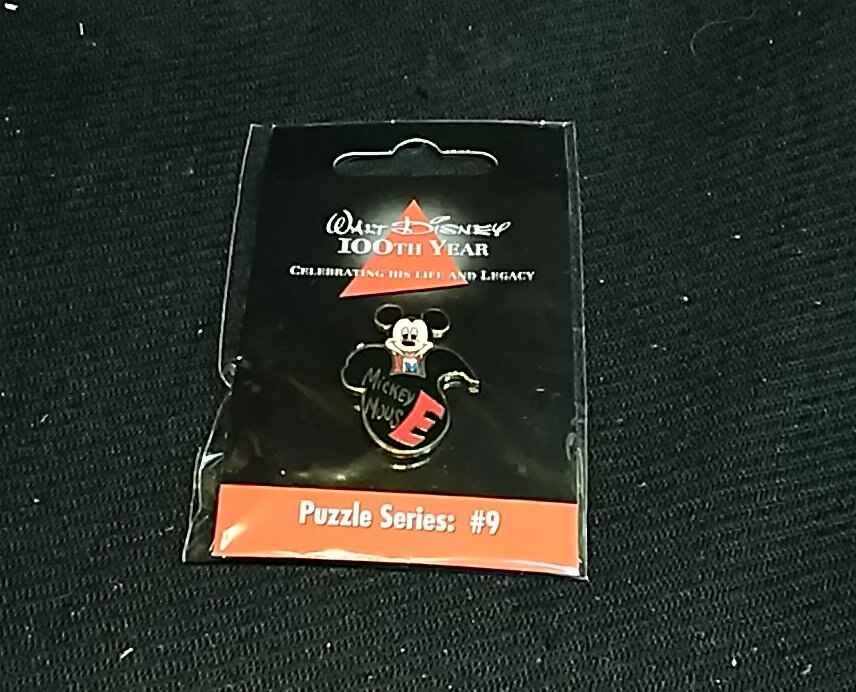 Walt Disney
100th Year
Celebrating his life and Legacy
M
Mickey
Mous
E
Puzzle Series: #9